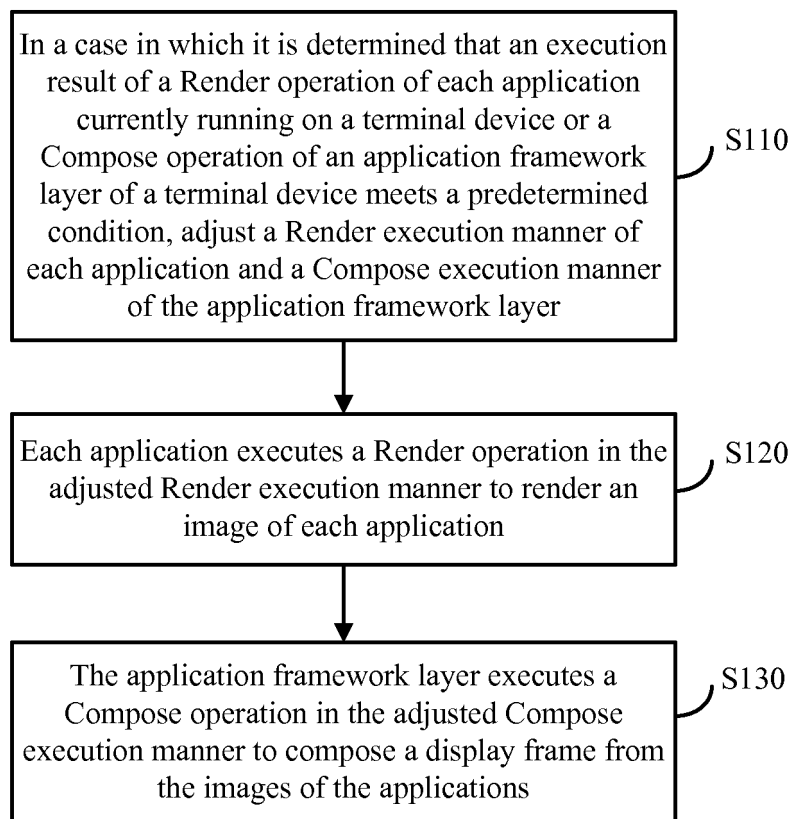 In a case in which it is determined that an execution
result of a Render operation of each application
currently running on a terminal device or a
Compose operation of an application framework
layer of a terminal device meets a predetermined
condition, adjust a Render execution manner of
each application and a Compose execution manner
of the application framework layer
S110
Each application executes a Render operation in the
adjusted Render execution manner to render an
image of each application
S120
The application framework layer executes a
Compose operation in the adjusted Compose
execution manner to compose a display frame from
the images of the applications
S130